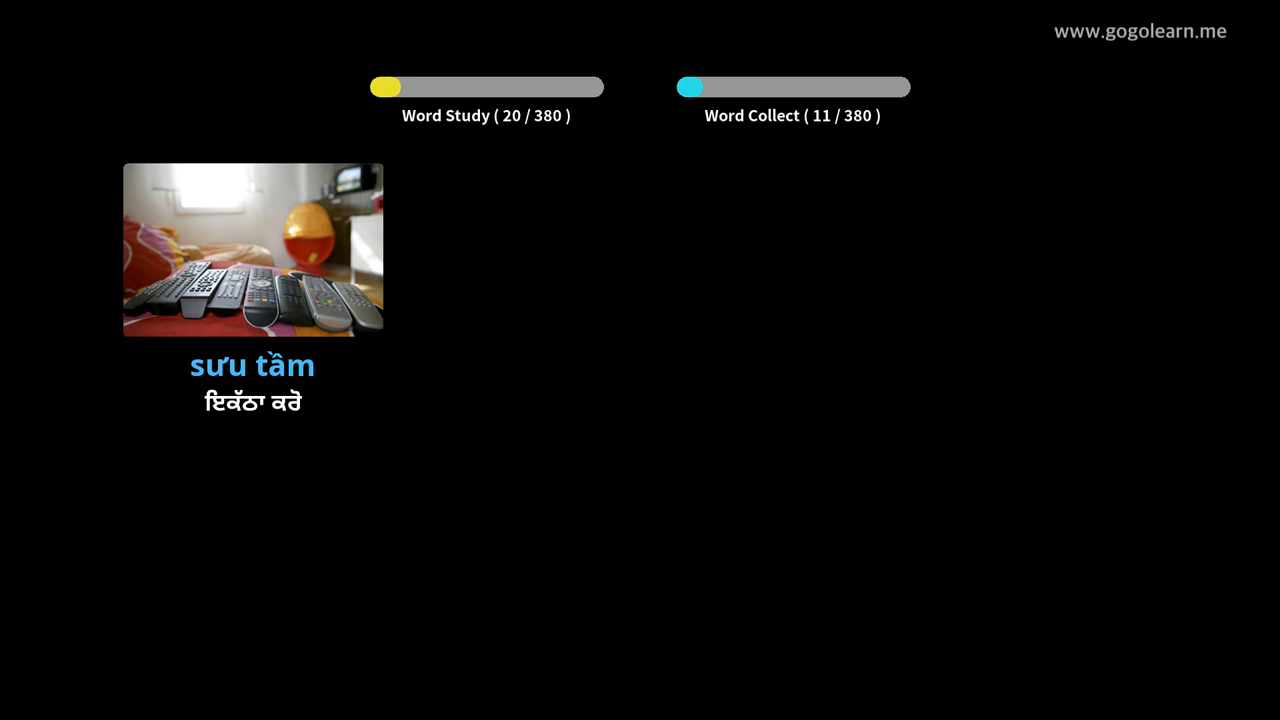 www.gogolearn.me
Word Study ( 20 / 380 )
Word Collect ( 11 / 380 )
sưu tầm
ਇਕੱਠਾ ਕਰੋ